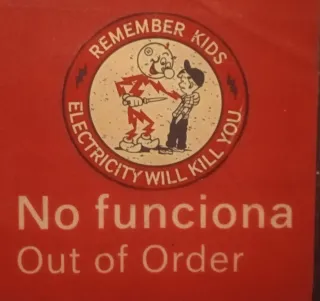 REMEMBER KIDS
ELECTRICITY WILL KILL YOU
No funciona
Out of Order